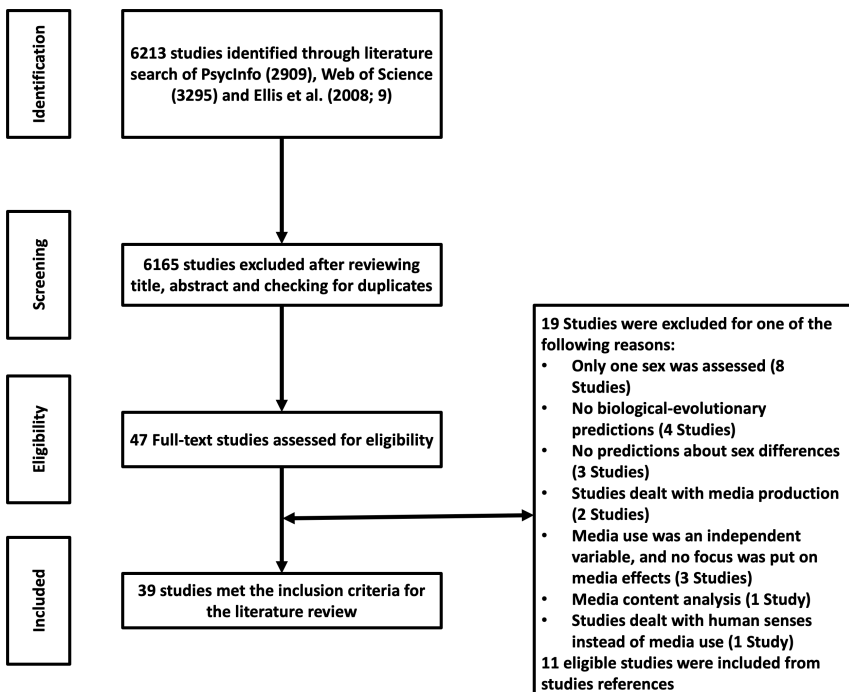 Identification
6213 studies identified through literature
search of PsycInfo (2909), Web of Science
(3295) and Ellis et al. (2008; 9)
Screening
6165 studies excluded after reviewing
title, abstract and checking for duplicates
Eligibility
47 Full-text studies assessed for eligibility
19 Studies were excluded for one of the
following reasons:
• Only one sex was assessed (8
Studies)
• No biological-evolutionary
predictions (4 Studies)
• No predictions about sex differences
(3 Studies)
• Studies dealt with media production
(2 Studies)
• Media use was an independent
variable, and no focus was put on
media effects (3 Studies)
• Media content analysis (1 Study)
• Studies dealt with human senses
instead of media use (1 Study)
11 eligible studies were included from
studies references
Included
39 studies met the inclusion criteria for
the literature review